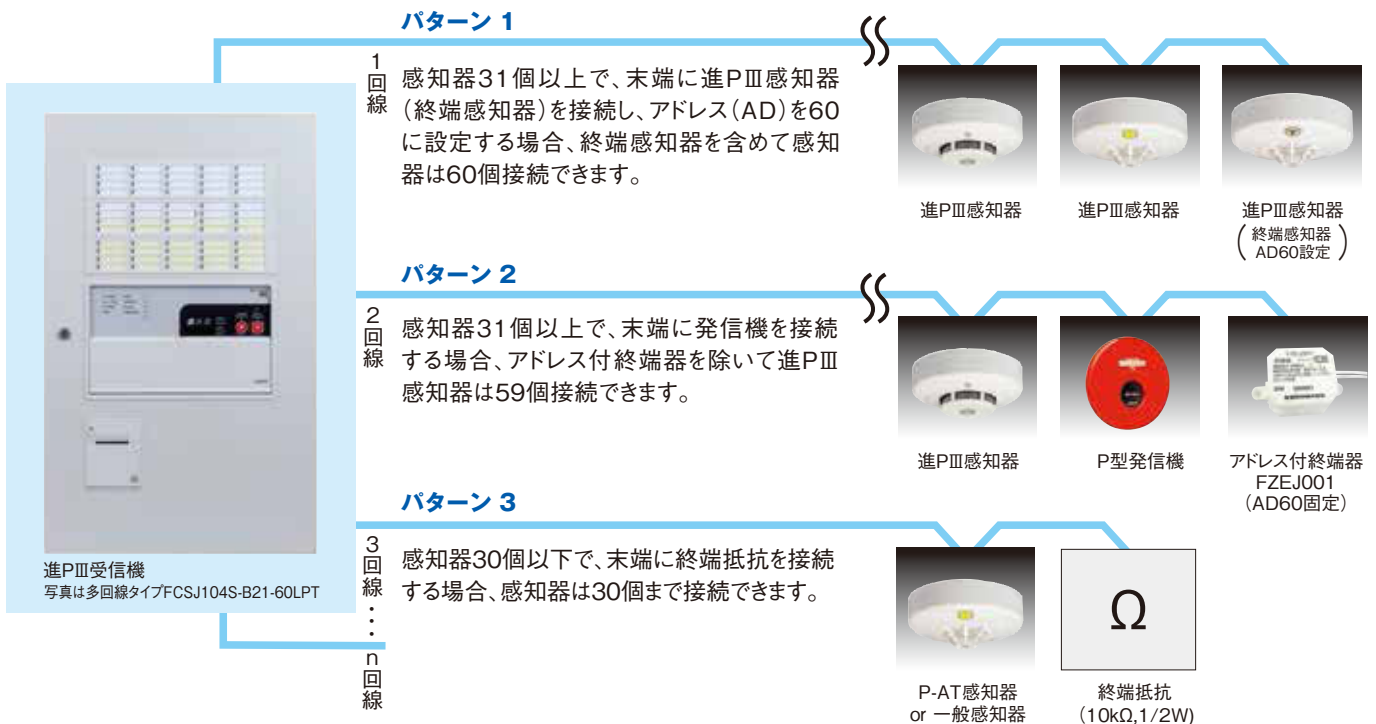 パターン 1
1回線
感知器31個以上で、末端に進PⅢ感知器
(終端感知器)を接続し、アドレス(AD)を60
に設定する場合、終端感知器を含めて感知
器は60個接続できます。
進PⅢ感知器
進PⅢ感知器
進PⅢ感知器
(終端感知器
AD60設定)
パターン 2
2回線
感知器31個以上で、末端に発信機を接続
する場合、アドレス付終端器を除いて進PⅢ
感知器は59個接続できます。
進PⅢ感知器
P型発信機
アドレス付終端器
FZEJ001
(AD60固定)
パターン 3
3回線・・・・n回線
感知器30個以下で、末端に終端抵抗を接続
する場合、感知器は30個まで接続できます。
P-AT感知器
or 一般感知器
Ω
終端抵抗
(10kΩ,1/2W)
進PⅢ受信機
写真は多回線タイプFCSJ104S-B21-60LPT